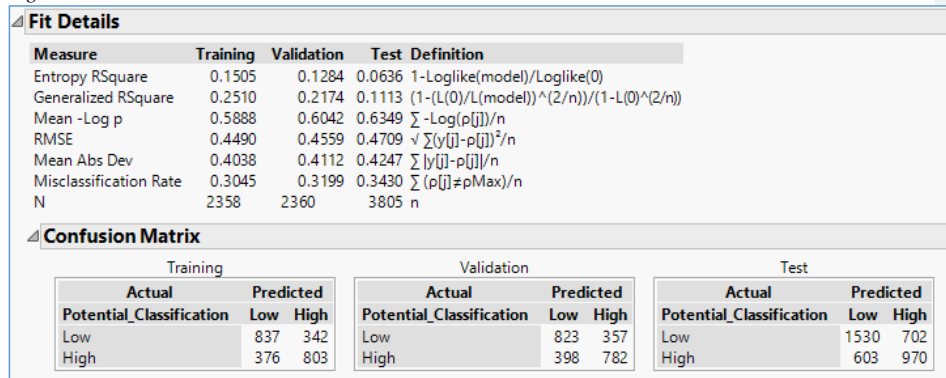 Fit Details
Measure Training Validation Test Definition
Entropy RSquare 0.1505 0.1284 0.0636 1-Loglike(model)/Loglike(0)
Generalized RSquare 0.2510 0.2174 0.1113 (1-(L(0)/L(model))^(2/n))/(1-L(0)^(2/n))
Mean -Log p 0.5888 0.6042 0.6349 ∑ -Log(ρ[j])/n
RMSE 0.4490 0.4559 0.4709 √ ∑(y[j]-ρ[j])²/n
Mean Abs Dev 0.4038 0.4112 0.4247 ∑ |y[j]-ρ[j]|/n
Misclassification Rate 0.3045 0.3199 0.3430 ∑ (ρ[j]≠ρMax)/n
N 2358 2360 3805 n
Confusion Matrix
Training Validation Test
Actual Predicted Actual Predicted Actual Predicted
Potential_Classification Low High Potential_Classification Low High Potential_Classification Low High
Low 837 342 Low 823 357 Low 1530 702
High 376 803 High 398 782 High 603 970